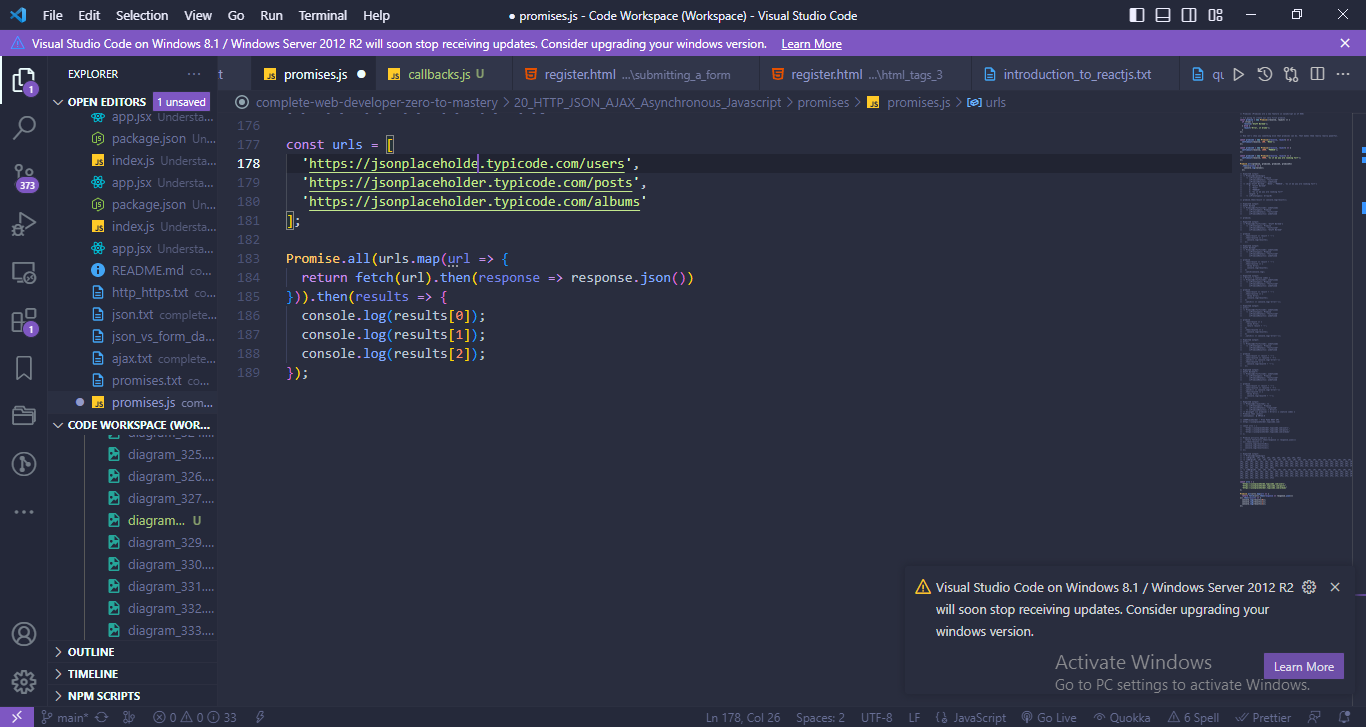 File Edit Selection View Go Run Terminal Help
● promises.js - Code Workspace (Workspace) - Visual Studio Code
Visual Studio Code on Windows 8.1 / Windows Server 2012 R2 will soon stop receiving updates. Consider upgrading your windows version. Learn More
EXPLORER ···
t JS promises.js ● JS callbacks.js U register.html ...\submitting_a_form register.html ...\html_tags_3 introduction_to_reactjs.txt qu
OPEN EDITORS 1 unsaved
complete-web-developer-zero-to-mastery > 20_HTTP_JSON_AJAX_Asynchronous_Javascript > promises > JS promises.js > urls
app.jsx Understa...
package.json Un...
JS index.js Understa...
app.jsx Understa...
package.json Un...
JS index.js Understa...
app.jsx Understa...
README.md co...
http_https.txt co...
json.txt complete...
json_vs_form_da...
ajax.txt complete...
promises.txt co...
JS promises.js com...
CODE WORKSPACE (WOR...
diagram_324....
diagram_325....
diagram_326....
diagram_327....
diagram... U
diagram_329....
diagram_330....
diagram_331....
diagram_332....
diagram_333....
OUTLINE
TIMELINE
NPM SCRIPTS
1
373
1
176
177 const urls = [
178 'https://jsonplaceholde.typicode.com/users',
179 'https://jsonplaceholder.typicode.com/posts',
180 'https://jsonplaceholder.typicode.com/albums'
181 ];
182
183 Promise.all(urls.map(url => {
184 return fetch(url).then(response => response.json())
185 })).then(results => {
186 console.log(results[0]);
187 console.log(results[1]);
188 console.log(results[2]);
189 });
Visual Studio Code on Windows 8.1 / Windows Server 2012 R2
will soon stop receiving updates. Consider upgrading your
windows version.
Learn More
Activate Windows
Go to PC settings to activate Windows.
main* 0 0 33 Ln 178, Col 26 Spaces: 2 UTF-8 LF {} JavaScript Go Live Quokka 6 Spell Prettier